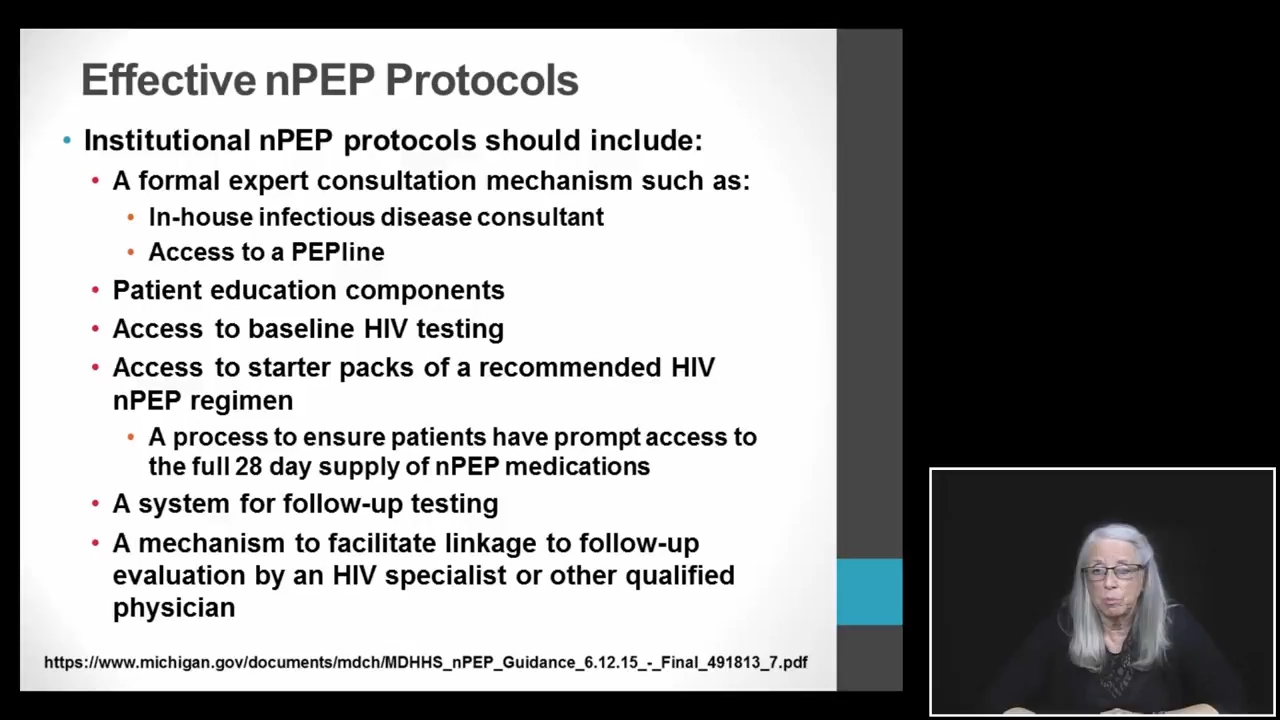 Effective nPEP Protocols
• Institutional nPEP protocols should include:
• A formal expert consultation mechanism such as:
• In-house infectious disease consultant
• Access to a PEPline
• Patient education components
• Access to baseline HIV testing
• Access to starter packs of a recommended HIV
nPEP regimen
• A process to ensure patients have prompt access to
the full 28 day supply of nPEP medications
• A system for follow-up testing
• A mechanism to facilitate linkage to follow-up
evaluation by an HIV specialist or other qualified
physician
https://www.michigan.gov/documents/mdch/MDHHS_nPEP_Guidance_6.12.15_-_Final_491813_7.pdf